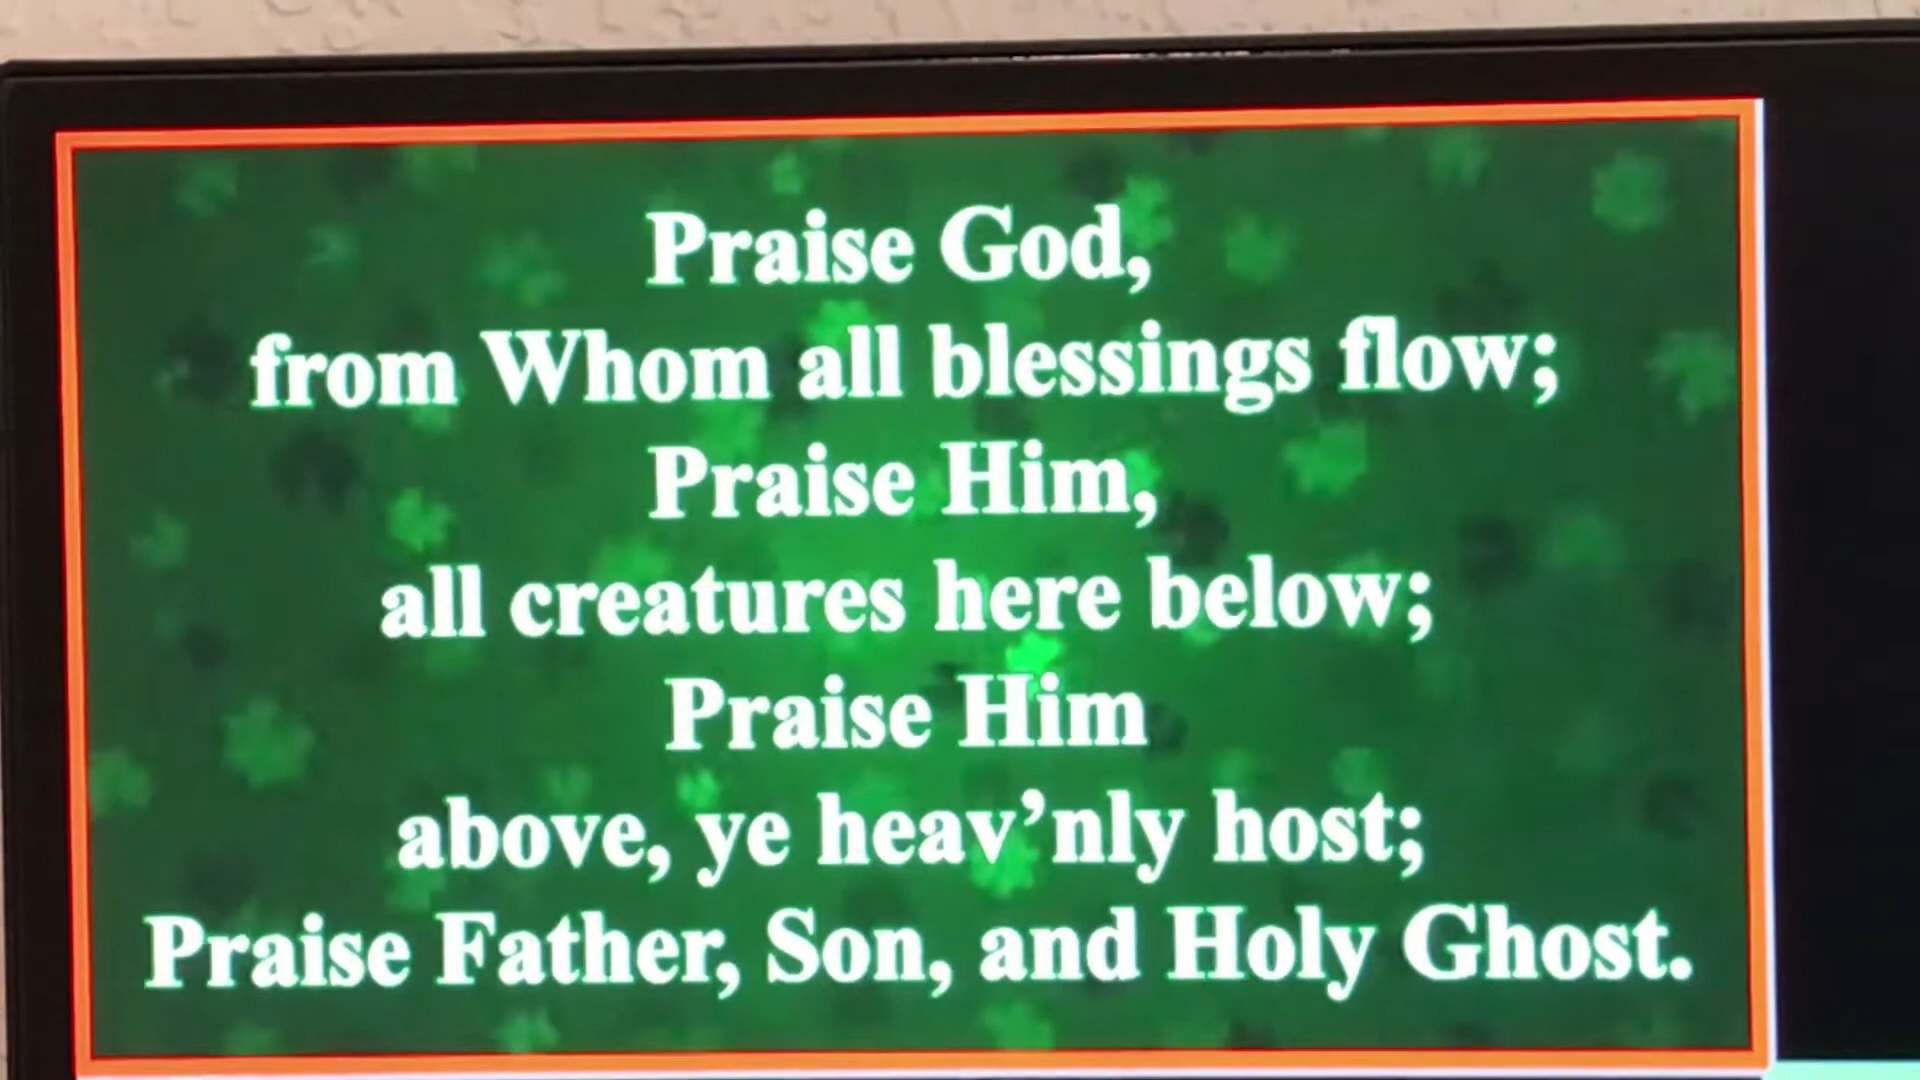 Praise God,
from Whom all blessings flow;
Praise Him,
all creatures here below;
Praise Him
above, ye heav’nly host;
Praise Father, Son, and Holy Ghost.